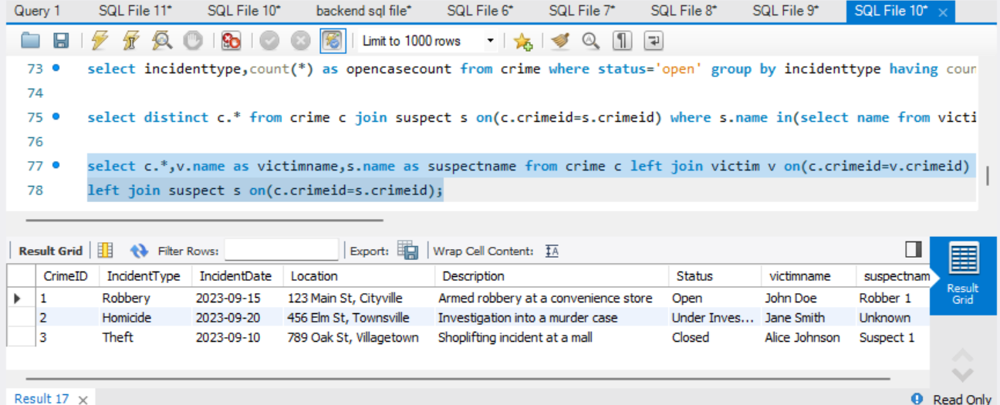 Query 1 SQL File 11* SQL File 10* backend sql file* SQL File 6* SQL File 7* SQL File 8* SQL File 9* SQL File 10* ×
Limit to 1000 rows
73 select incidenttype,count(*) as opencasecount from crime where status='open' group by incidenttype having coun
74
75 select distinct c.* from crime c join suspect s on(c.crimeid=s.crimeid) where s.name in(select name from victi
76
77 select c.*,v.name as victimname,s.name as suspectname from crime c left join victim v on(c.crimeid=v.crimeid)
78 left join suspect s on(c.crimeid=s.crimeid);
Result Grid Filter Rows: Export: Wrap Cell Content: IA
CrimeID IncidentType IncidentDate Location Description Status victimname suspectnam
1 Robbery 2023-09-15 123 Main St, Cityville Armed robbery at a convenience store Open John Doe Robber 1
2 Homicide 2023-09-20 456 Elm St, Townsville Investigation into a murder case Under Inves... Jane Smith Unknown
3 Theft 2023-09-10 789 Oak St, Villagetown Shoplifting incident at a mall Closed Alice Johnson Suspect 1
Result
Grid
Result 17 × Read Only